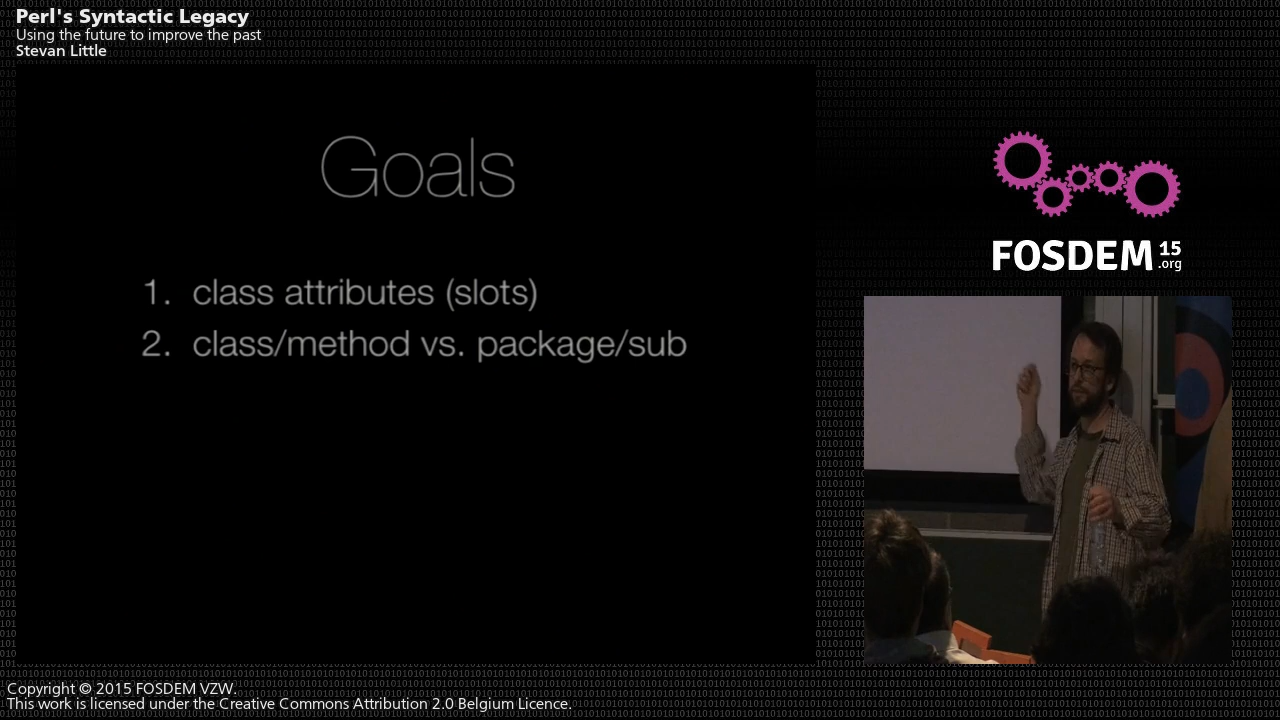 Perl's Syntactic Legacy
Using the future to improve the past
Stevan Little
Goals
1. class attributes (slots)
2. class/method vs. package/sub
FOSDEM 15
.org
Copyright © 2015 FOSDEM VZW.
This work is licensed under the Creative Commons Attribution 2.0 Belgium Licence.